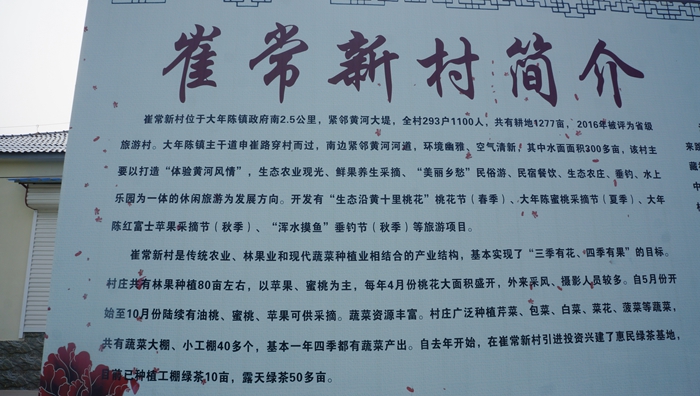 崔常新村简介
崔常新村位于大年陈镇政府南2.5公里，紧邻黄河大堤，全村293户1100人，共有耕地1277亩，2016年被评为省级
旅游村。大年陈镇主干道申崔路穿村而过，南边紧邻黄河河道，环境幽雅、空气清新，其中水面面积300多亩，该村主
要以打造“体验黄河风情”，生态农业观光、鲜果养生采摘、“美丽乡愁”民俗游、民宿餐饮、生态农庄、垂钓、水上
乐园为一体的休闲旅游为发展方向。开发有“生态沿黄十里桃花”桃花节（春季）、大年陈蜜桃采摘节（夏季）、大年
陈红富士苹果采摘节（秋季）、“浑水摸鱼”垂钓节（秋季）等旅游项目。
崔常新村是传统农业、林果业和现代蔬菜种植业相结合的产业结构，基本实现了“三季有花、四季有果”的目标。
村庄共有林果种植80亩左右，以苹果、蜜桃为主，每年4月份桃花大面积盛开，外来采风、摄影人员较多。自5月份开
始至10月份陆续有油桃、蜜桃、苹果可供采摘。蔬菜资源丰富。村庄广泛种植芹菜、包菜、白菜、菜花、菠菜等蔬菜，
共有蔬菜大棚、小工棚40多个，基本一年四季都有蔬菜产出。自去年开始，在崔常新村引进投资兴建了惠民绿茶基地，
目前已种植工棚绿茶10亩，露天绿茶50多亩。